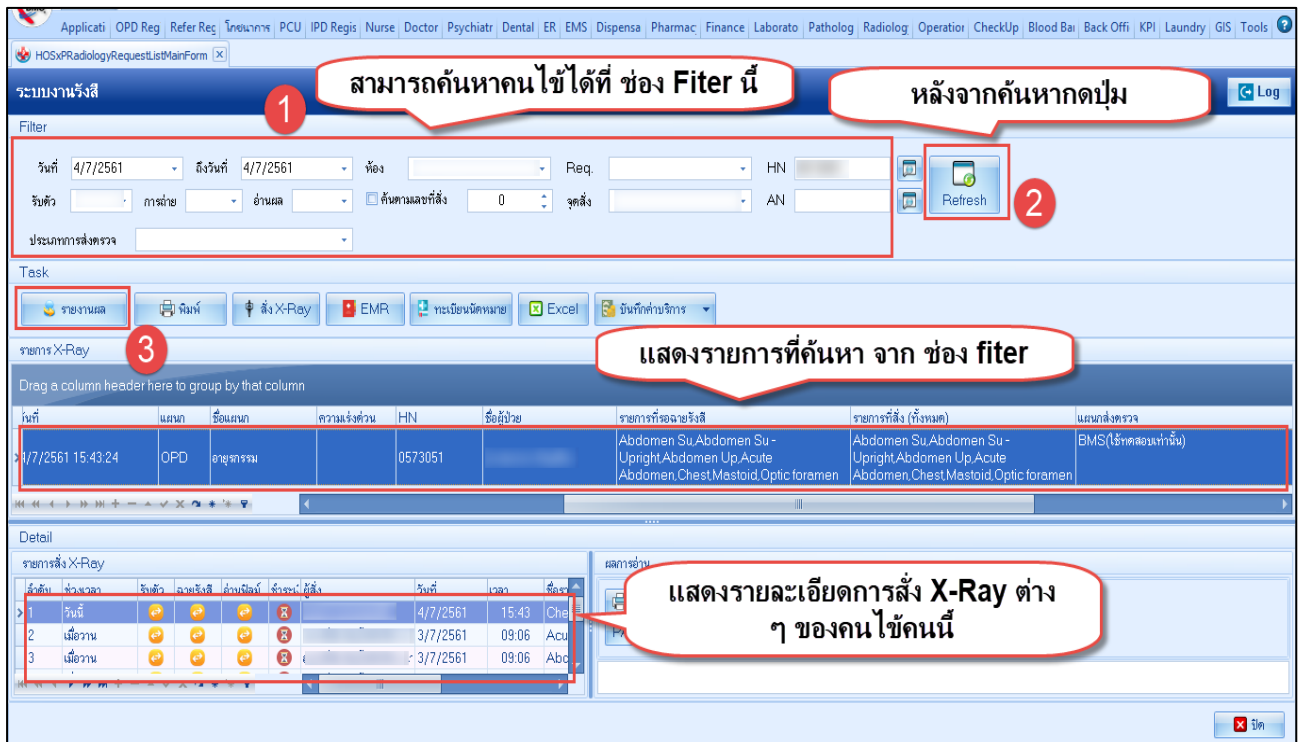 Applicati OPD Reg Refer Rec โภชนาการ PCU IPD Regis Nurse Doctor Psychiatr Dental ER EMS Dispensa Pharmac Finance Laborato Patholog Radiolog Operation CheckUp Blood Bar Back Offi KPI Laundry GIS Tools
HOSxPRadiologyRequestListMainForm
ระบบงานรังสี
สามารถค้นหาคนไข้ได้ที่ ช่อง Fiter นี้
หลังจากค้นหากดปุ่ม
Log
1
Filter
วันที่ 4/7/2561 ถึงวันที่ 4/7/2561 ห้อง Req. HN
รับตัว การถ่าย อ่านผล ค้นตามเลขที่สั่ง 0 จุดสั่ง AN
Refresh
2
ประเภทการส่งตรวจ
Task
รายงานผล พิมพ์ สั่ง X-Ray EMR ทะเบียนนัดหมาย Excel บันทึกค่าบริการ
3
รายการ X-Ray
แสดงรายการที่ค้นหา จาก ช่อง fiter
Drag a column header here to group by that column
วันที่ แผนก ชื่อแผนก ความเร่งด่วน HN ชื่อผู้ป่วย รายการที่รอฉายรังสี รายการที่สั่ง (ทั้งหมด) แผนกส่งตรวจ
/7/2561 15:43:24 OPD อายุรกรรม 0573051
Abdomen Su,Abdomen Su -
Upright,Abdomen Up,Acute
Abdomen,Chest,Mastoid,Optic foramen
Abdomen Su,Abdomen Su -
Upright,Abdomen Up,Acute
Abdomen,Chest,Mastoid,Optic foramen
BMS(ใช้ทดสอบเท่านั้น)
Detail
รายการสั่ง X-Ray
ผลการอ่าน
ลำดับ ช่วงเวลา รับตัว ฉายรังสี อ่านฟิลม์ ชำระเ ผู้สั่ง วันที่ เวลา ชื่อรา
1 วันนี้ 4/7/2561 15:43 Che
2 เมื่อวาน 3/7/2561 09:06 Acu
3 เมื่อวาน 3/7/2561 09:06 Abd
แสดงรายละเอียดการสั่ง X-Ray ต่าง
ๆ ของคนไข้คนนี้
ปิด